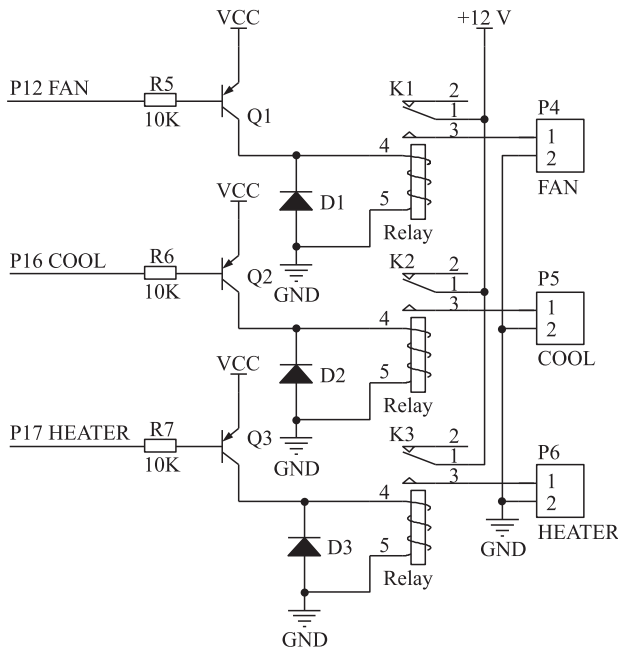 VCC
+12 V
P12 FAN
R5
10K
Q1
K1
2
1
3
P4
1
2
FAN
4
D1
5
Relay
GND
VCC
P16 COOL
R6
10K
Q2
K2
2
1
3
P5
1
2
COOL
4
D2
5
Relay
GND
VCC
P17 HEATER
R7
10K
Q3
K3
2
1
3
P6
1
2
HEATER
GND
4
D3
5
Relay
GND